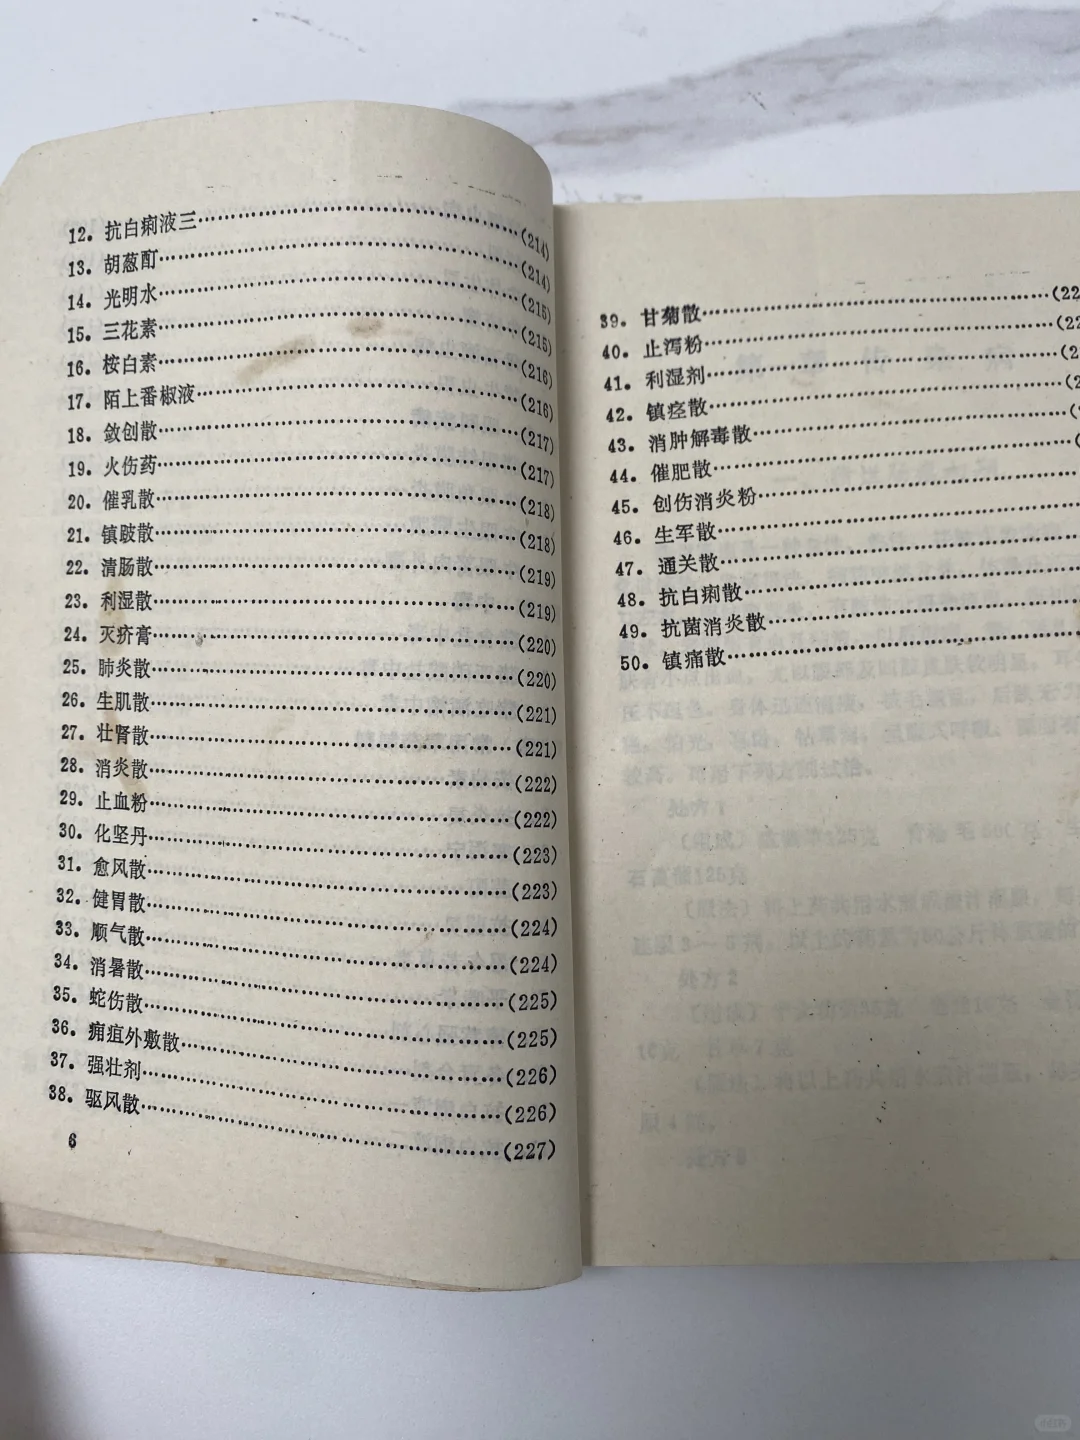 12. 抗白痢液三……(214)
13. 胡葱酊……(214)
14. 光明水……(215)
15. 三花素……(215)
16. 桉白素……(216)
17. 陌上番椒液……(216)
18. 敛创散……(217)
19. 火伤药……(217)
20. 催乳散……(218)
21. 镇跛散……(218)
22. 清肠散……(219)
23. 利湿散……(219)
24. 灭疥膏……(220)
25. 肺炎散……(220)
26. 生肌散……(221)
27. 壮肾散……(221)
28. 消炎散……(222)
29. 止血粉……(222)
30. 化坚丹……(223)
31. 愈风散……(223)
32. 健胃散……(224)
33. 顺气散……(224)
34. 消暑散……(225)
35. 蛇伤散……(225)
36. 痈疽外敷散……(225)
37. 强壮剂……(226)
38. 驱风散……(226)
(227)
6
39. 甘菊散……(22
40. 止泻粉……(22
41. 利湿剂……(2
42. 镇痉散……(2
43. 消肿解毒散……(
44. 催肥散……(
45. 创伤消炎粉……
46. 生军散……
47. 通关散……
48. 抗白痢散……
49. 抗菌消炎散……
50. 镇痛散……